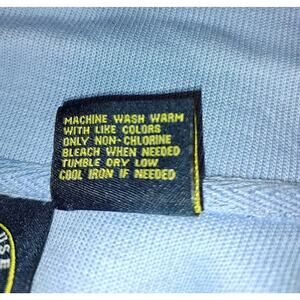 MACHINE WASH WARM
WITH LIKE COLORS
ONLY NON-CHLORINE
BLEACH WHEN NEEDED
TUMBLE DRY LOW
COOL IRON IF NEEDED